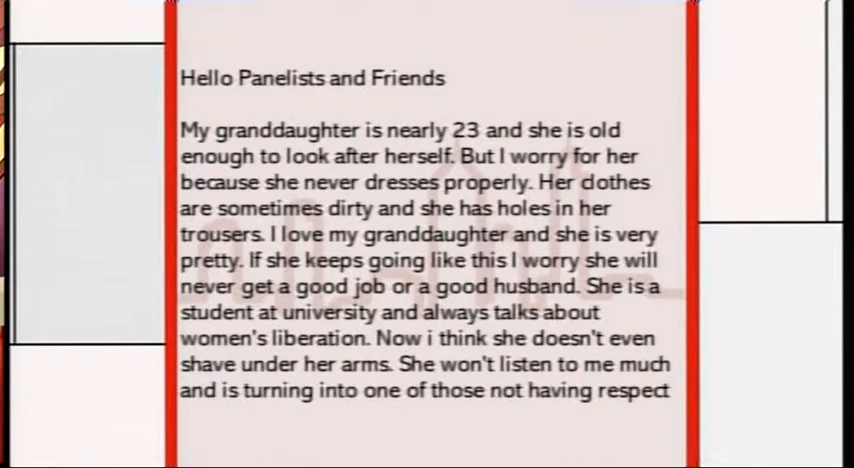 Hello Panelists and Friends
My granddaughter is nearly 23 and she is old
enough to look after herself. But I worry for her
because she never dresses properly. Her clothes
are sometimes dirty and she has holes in her
trousers. I love my granddaughter and she is very
pretty. If she keeps going like this I worry she will
never get a good job or a good husband. She is a
student at university and always talks about
women's liberation. Now i think she doesn't even
shave under her arms. She won't listen to me much
and is turning into one of those not having respect